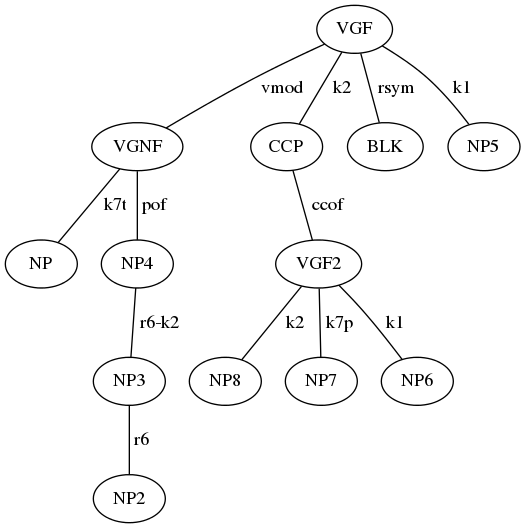 VGF
vmod k2 rsym k1
VGNF CCP BLK NP5
k7t pof ccof
NP NP4 VGF2
r6-k2 k2 k7p k1
NP3 NP8 NP7 NP6
r6
NP2